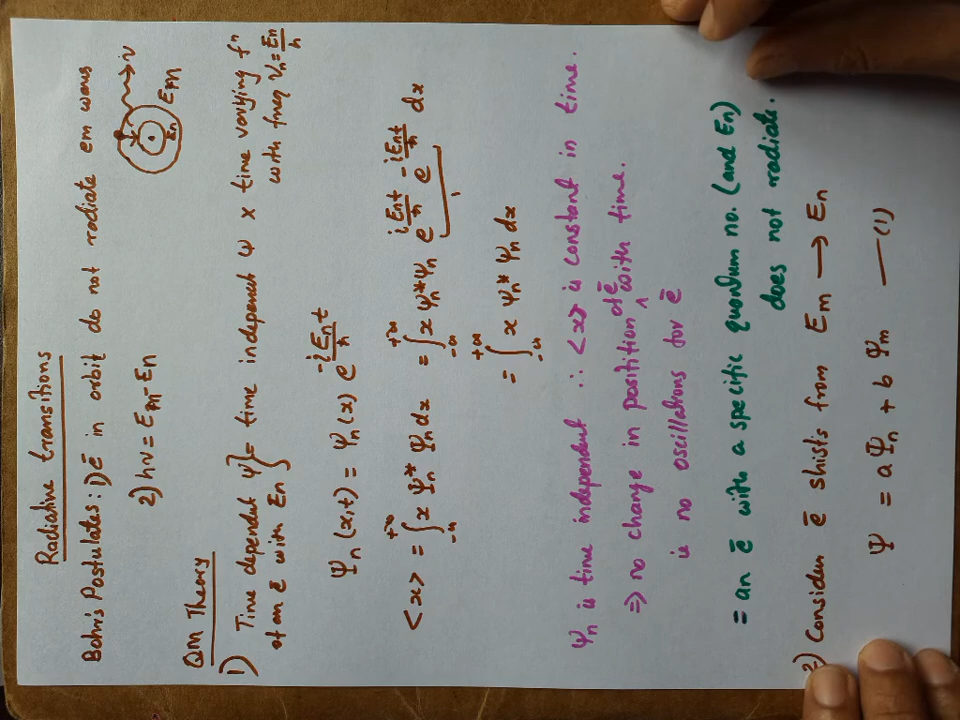 Radiative transitions
Bohr's Postulates: 1) ē in orbit do not radiate em waves
2) hν = Em - En
En
Em
ν
QM Theory
1) Time dependent Ψ } = time independ ψ × time varying fⁿ
of an ē with En with freq νn = En/h
Ψn (x,t) = ψn (x) e^(-iEnt/ħ)
<x> = ∫_{-∞}^{+∞} x Ψn* Ψn dx = ∫_{-∞}^{+∞} x ψn* ψn e^(iEnt/ħ) e^(-iEnt/ħ) dx
1
= ∫_{-∞}^{+∞} x ψn* ψn dx
ψn is time independent ∴ <x> is constant in time.
⇒ no change in position of ē with time.
is no oscillations for ē
= an ē with a specific quantum no. (and En)
does not radiate.
2) Consider ē shists from Em → En
Ψ = aΨn + bΨm —(1)